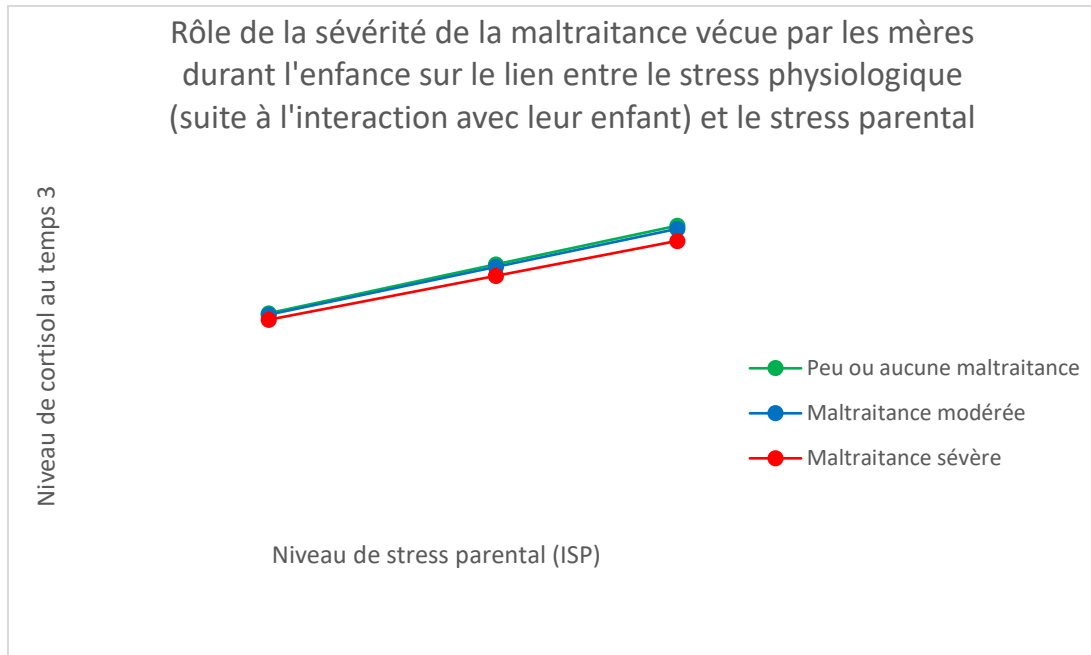 Rôle de la sévérité de la maltraitance vécue par les mères
durant l'enfance sur le lien entre le stress physiologique
(suite à l'interaction avec leur enfant) et le stress parental
Niveau de cortisol au temps 3
Peu ou aucune maltraitance
Maltraitance modérée
Maltraitance sévère
Niveau de stress parental (ISP)